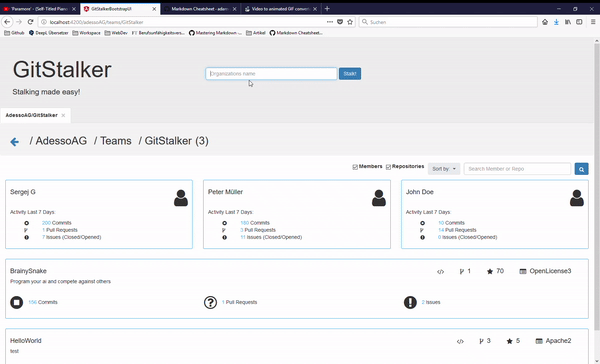 'Paramore' - (Self-Titled Piano
GitStalkerBootstrapUI
Markdown Cheatsheet · adam
Video to animated GIF convert
localhost:4200/adessoAG/teams/GitStalker
Suchen
Github
DeepL Übersetzer
Workspace
WebDev
Berufsunfähigkeitsvers...
Mastering Markdown ...
Artikel
Markdown Cheatsheet...
GitStalker
Organizations name
Start!
Stalking made easy!
AdessoAG/GitStalker
/ AdessoAG / Teams / GitStalker (3)
Members
Repositories
Sort by:
Search Member or Repo
Sergej G
Peter Müller
John Doe
Activity Last 7 Days:
Activity Last 7 Days:
Activity Last 7 Days:
200 Commits
180 Commits
10 Commits
1 Pull Requests
3 Pull Requests
14 Pull Requests
7 Issues (Closed/Opened)
11 Issues (Closed/Opened)
9 Issues (Closed/Opened)
BrainySnake
1
70
OpenLicense3
Program your ai and compete against others
156 Commits
1 Pull Requests
2 Issues
HelloWorld
3
5
Apache2
test